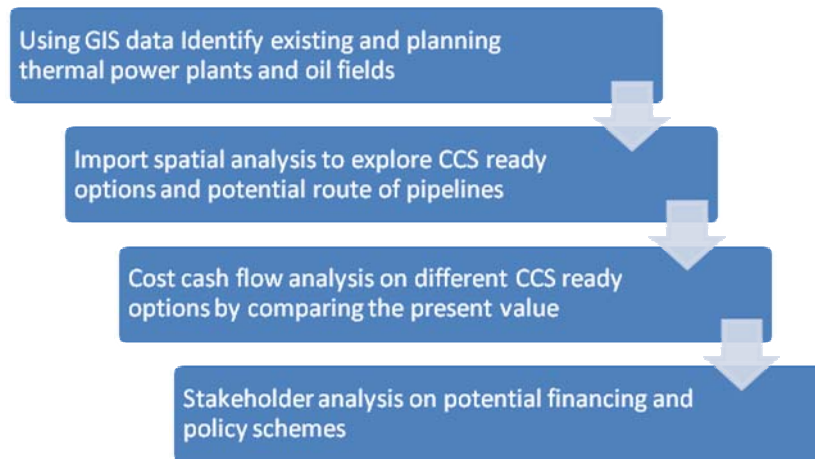 Using GIS data Identify existing and planning
thermal power plants and oil fields
Import spatial analysis to explore CCS ready
options and potential route of pipelines
Cost cash flow analysis on different CCS ready
options by comparing the present value
Stakeholder analysis on potential financing and
policy schemes